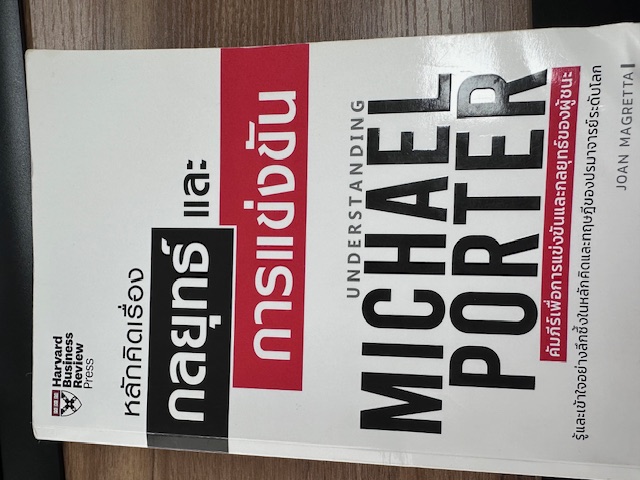 Harvard
Business
Review
Press
หลักคิดเรื่อง
กลยุทธ์ และ
การแข่งขัน
UNDERSTANDING
MICHAEL
PORTER
คัมภีร์เพื่อการแข่งขันและกลยุทธ์ของผู้ชนะ
รู้และเข้าใจอย่างลึกซึ้งในหลักคิดและทฤษฎีของปรมาจารย์ระดับโลก
JOAN MAGRETTA